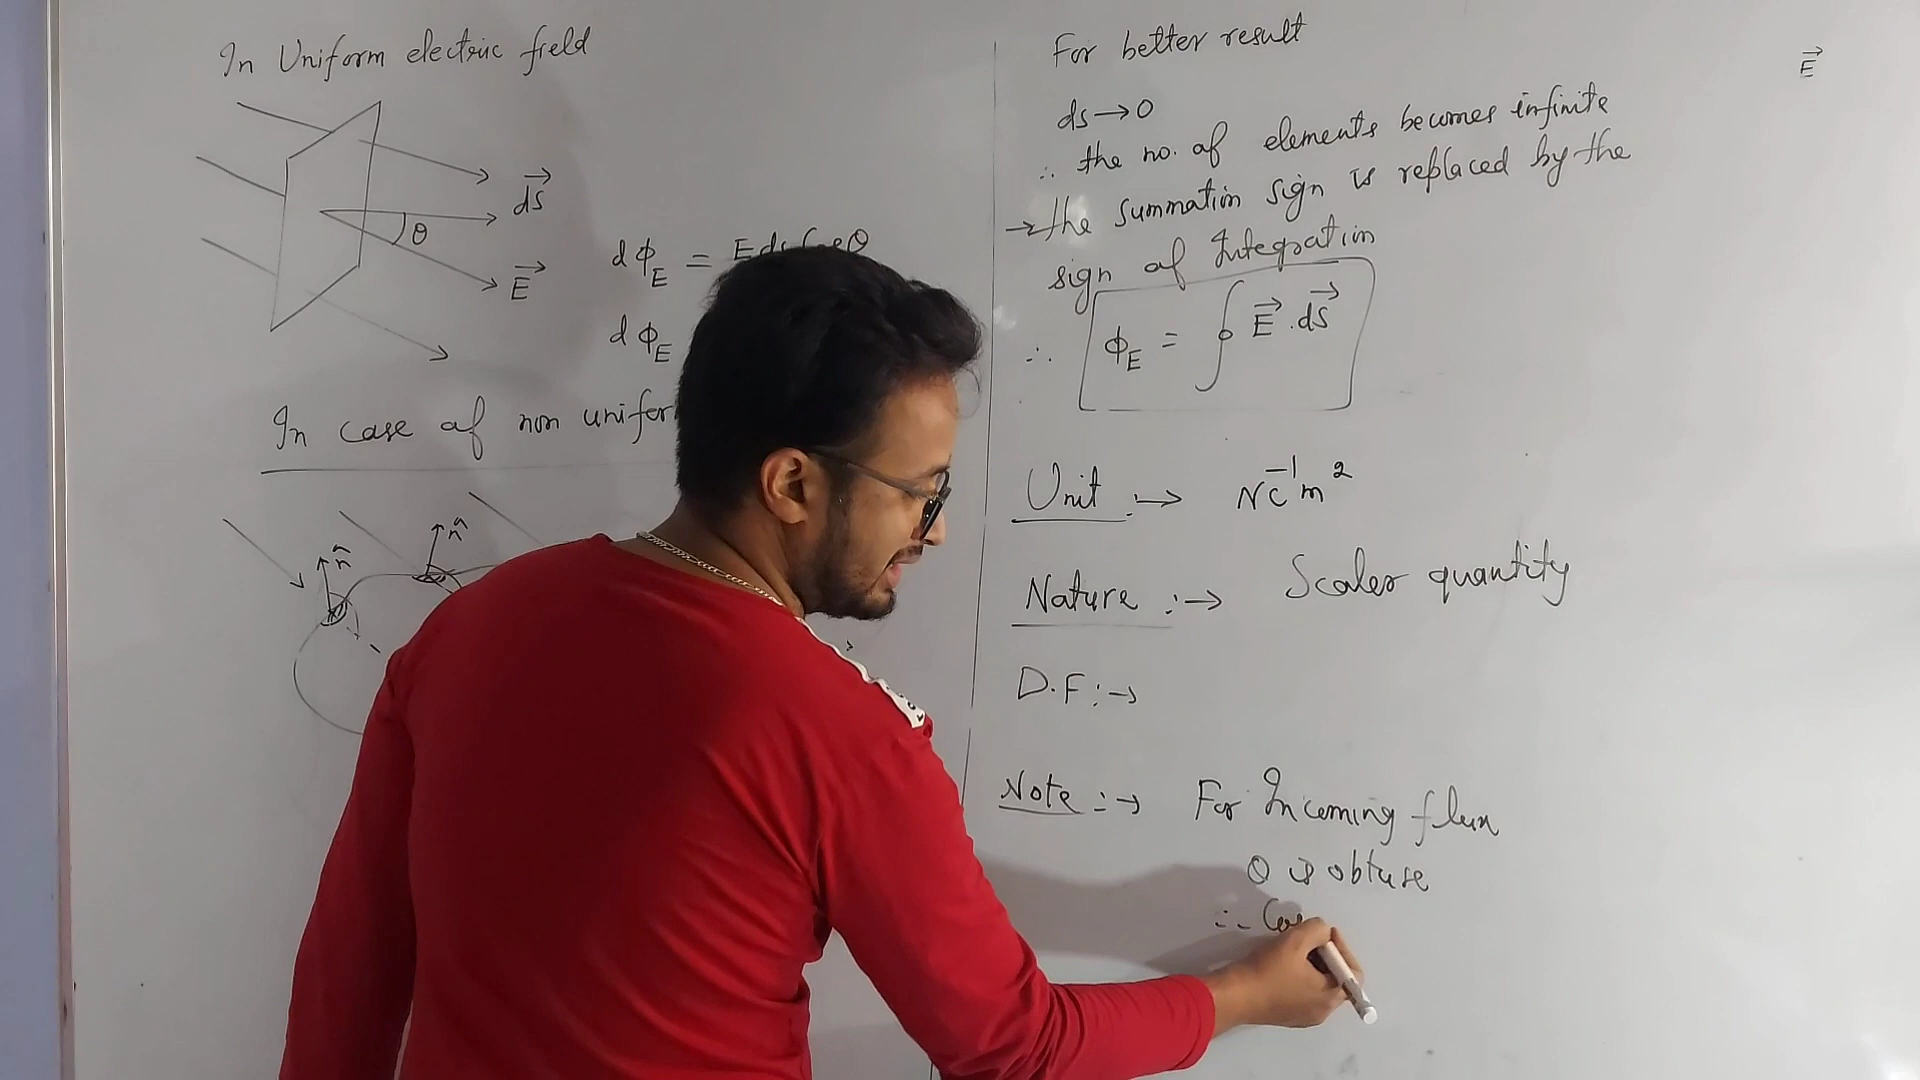 In Uniform electric field
dS
θ
E
dϕE = E ds Cosθ
dϕE
In case of non unifor
n̂
n̂
For better result
ds→0
∴ the no. of elements becomes infinite
→ the summation sign is replaced by the
sign of Integration
∴ ϕE = ∮ E⃗ . dS⃗
Unit :→ NC⁻¹m²
Nature :→ Scaler quantity
D.F :→
Note :→ For Incoming flux
θ is obtuse
∴ Cos
E⃗